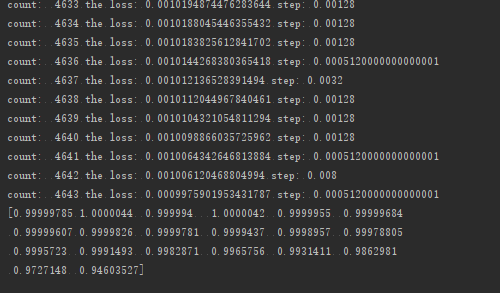 count: 4633 the loss: 0.0010194874476283644 step: 0.00128
count: 4634 the loss: 0.0010188045446355432 step: 0.00128
count: 4635 the loss: 0.0010183825612841702 step: 0.00128
count: 4636 the loss: 0.0010144268380365418 step: 0.0005120000000000001
count: 4637 the loss: 0.001012136528391494 step: 0.0032
count: 4638 the loss: 0.0010112044967840461 step: 0.00128
count: 4639 the loss: 0.0010104321054811294 step: 0.00128
count: 4640 the loss: 0.0010098866035725962 step: 0.00128
count: 4641 the loss: 0.0010064342646813884 step: 0.0005120000000000001
count: 4642 the loss: 0.001006120468804994 step: 0.008
count: 4643 the loss: 0.0009975901953431787 step: 0.0005120000000000001
[0.99999785 1.0000044 0.999994 1.0000042 0.9999955 0.99999684
0.99999607 0.9999826 0.9999781 0.9999437 0.9998957 0.99978805
0.9995723 0.9991493 0.9982871 0.9965756 0.9931411 0.9862981
0.9727148 0.94603527]